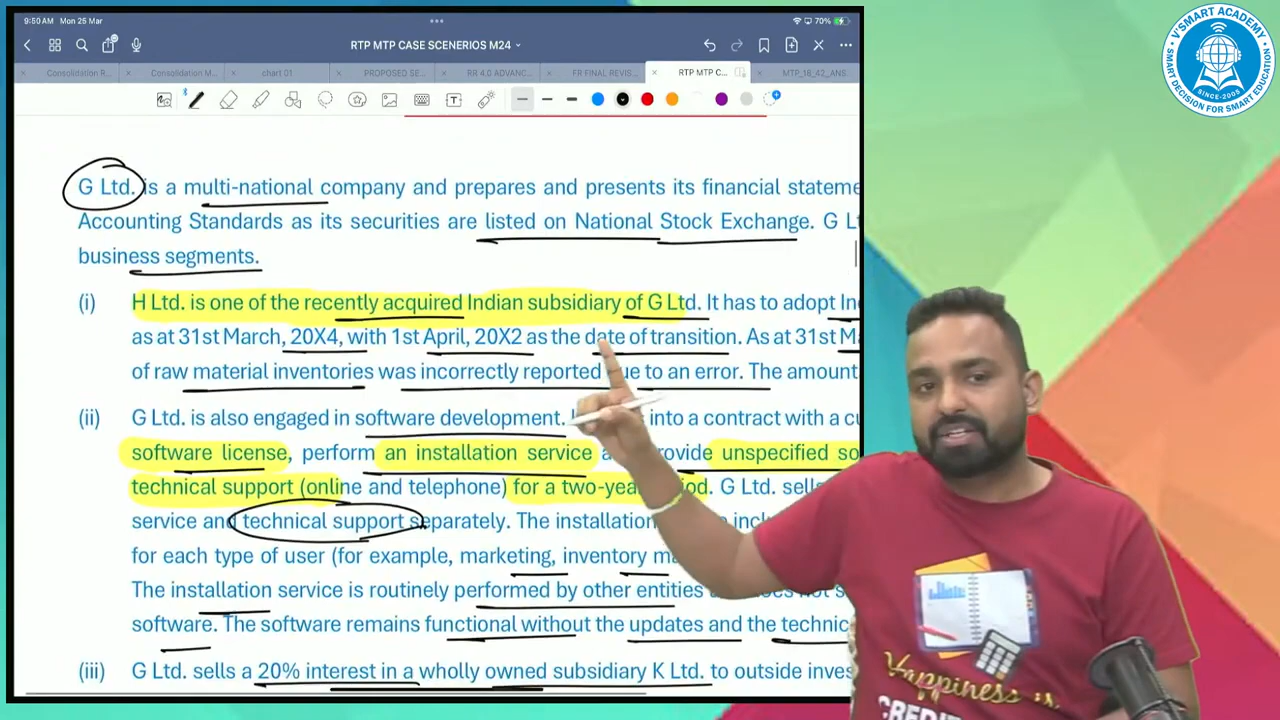 9:50 AM Mon 25 Mar
70%
RTP MTP CASE SCENERIOS M24
Consolidation R...
Consolidation M...
chart 01
PROPOSED SE...
RR 4.0 ADVANC...
FR FINAL REVIS...
RTP MTP C...
MTP_18_42_ANS
V'SMART ACADEMY
SMART DECISION FOR SMART EDUCATION
SINCE-2009
G Ltd. is a multi-national company and prepares and presents its financial stateme
Accounting Standards as its securities are listed on National Stock Exchange. G Lt
business segments.
(i) H Ltd. is one of the recently acquired Indian subsidiary of G Ltd. It has to adopt In
as at 31st March, 20X4, with 1st April, 20X2 as the date of transition. As at 31st Ma
of raw material inventories was incorrectly reported due to an error. The amount
(ii) G Ltd. is also engaged in software development. into a contract with a cu
software license, perform an installation service unspecified so
technical support (online and telephone) for a two-year period. G Ltd. sells
service and technical support separately. The installation inclu
for each type of user (for example, marketing, inventory m
The installation service is routinely performed by other entities
software. The software remains functional without the updates and the technic
(iii) G Ltd. sells a 20% interest in a wholly owned subsidiary K Ltd. to outside inves
Happiness is
CREDIT